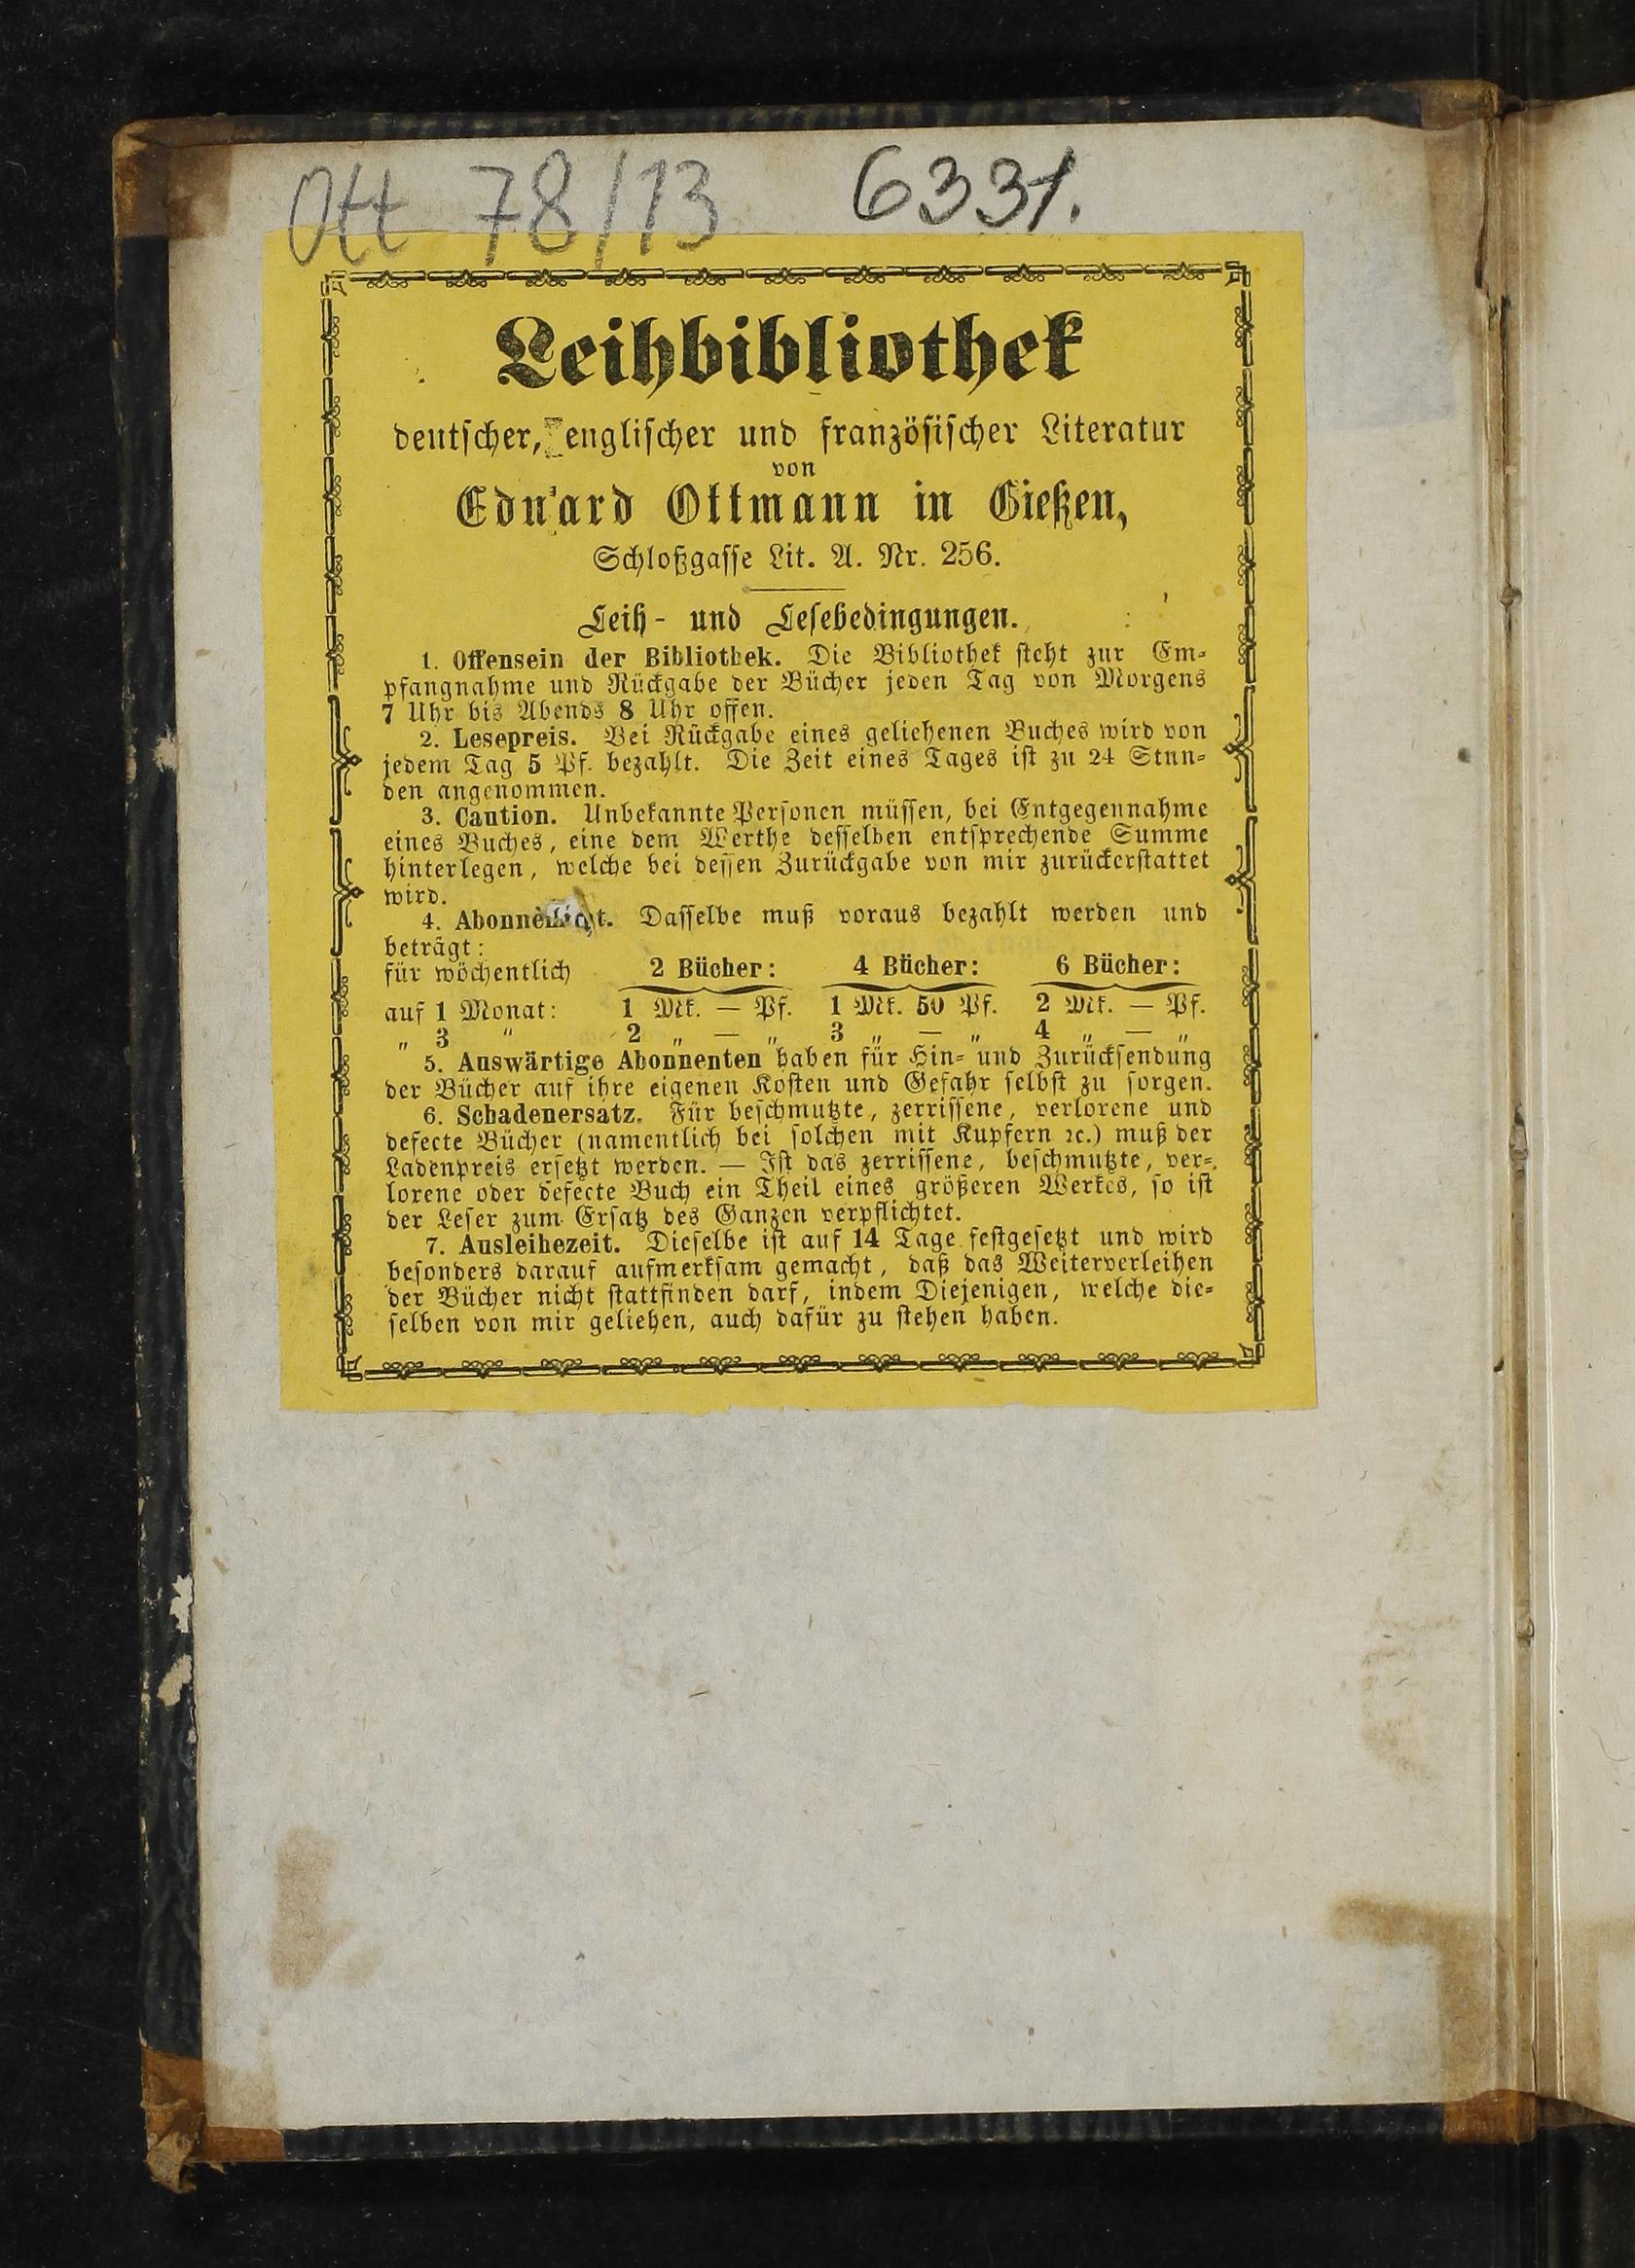 Ott 78/13 6331.
Leihbibliothek
deutscher, englischer und französischer Literatur
von
Eduard Ottmann in Gießen,
Schloßgasse Lit. A. Nr. 256.
Leih- und Lesebedingungen.
1. Offensein der Bibliothek. Die Bibliothek steht zur Em-
pfangnahme und Rückgabe der Bücher jeden Tag von Morgens
7 Uhr bis Abends 8 Uhr offen.
2. Lesepreis. Bei Rückgabe eines geliehenen Buches wird von
jedem Tag 5 Pf. bezahlt. Die Zeit eines Tages ist zu 24 Stun-
den angenommen.
3. Caution. Unbekannte Personen müssen, bei Entgegennahme
eines Buches, eine dem Werthe desselben entsprechende Summe
hinterlegen, welche bei dessen Zurückgabe von mir zurückerstattet
wird.
4. Abonnement. Dasselbe muß voraus bezahlt werden und
beträgt:
für wöchentlich 2 Bücher: 4 Bücher: 6 Bücher:
auf 1 Monat: 1 Mk. — Pf. 1 Mk. 50 Pf. 2 Mk. — Pf.
„ 3 " 2 „ — „ 3 „ — „ 4 „ — „
5. Auswärtige Abonnenten haben für Hin- und Zurücksendung
der Bücher auf ihre eigenen Kosten und Gefahr selbst zu sorgen.
6. Schadenersatz. Für beschmutzte, zerrissene, verlorene und
defecte Bücher (namentlich bei solchen mit Kupfern ꝛc.) muß der
Ladenpreis ersetzt werden. — Ist das zerrissene, beschmutzte, ver-
lorene oder defecte Buch ein Theil eines größeren Werkes, so ist
der Leser zum Ersatz des Ganzen verpflichtet.
7. Ausleihezeit. Dieselbe ist auf 14 Tage festgesetzt und wird
besonders darauf aufmerksam gemacht, daß das Weiterverleihen
der Bücher nicht stattfinden darf, indem Diejenigen, welche die-
selben von mir geliehen, auch dafür zu stehen haben.